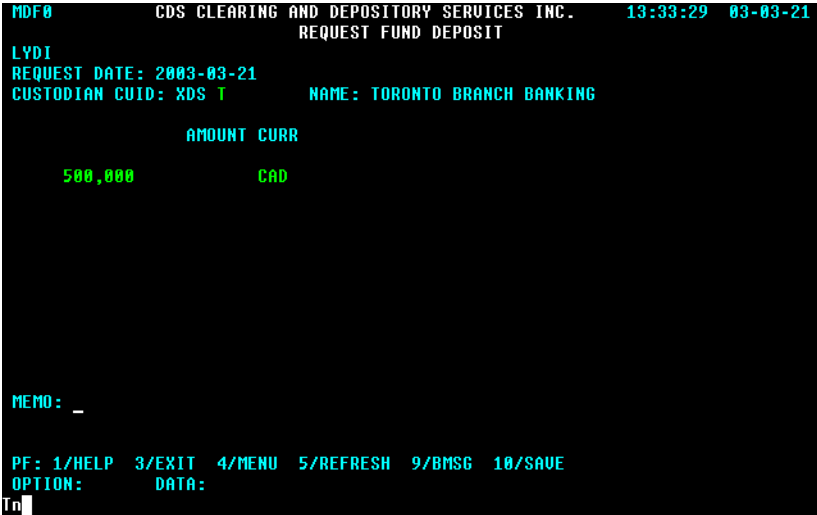 MDF0 CDS CLEARING AND DEPOSITORY SERVICES INC. 13:33:29 03-03-21
REQUEST FUND DEPOSIT
LYDI
REQUEST DATE: 2003-03-21
CUSTODIAN CUID: XDS T NAME: TORONTO BRANCH BANKING
AMOUNT CURR
500,000 CAD
MEMO: _
PF: 1/HELP 3/EXIT 4/MENU 5/REFRESH 9/BMSG 10/SAVE
OPTION: DATA:
Tn